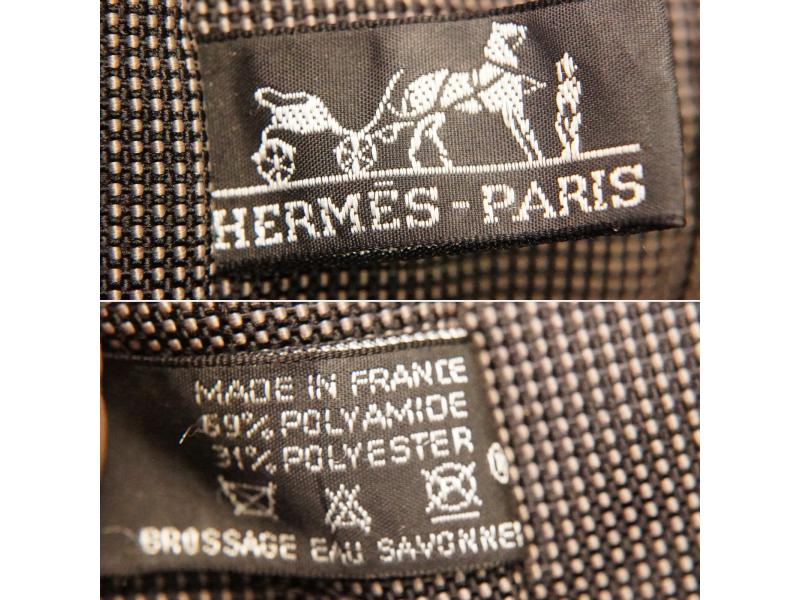 HERMÈS-PARIS
MADE IN FRANCE
69% POLYAMIDE
31% POLYESTER
BROSSAGE EAU